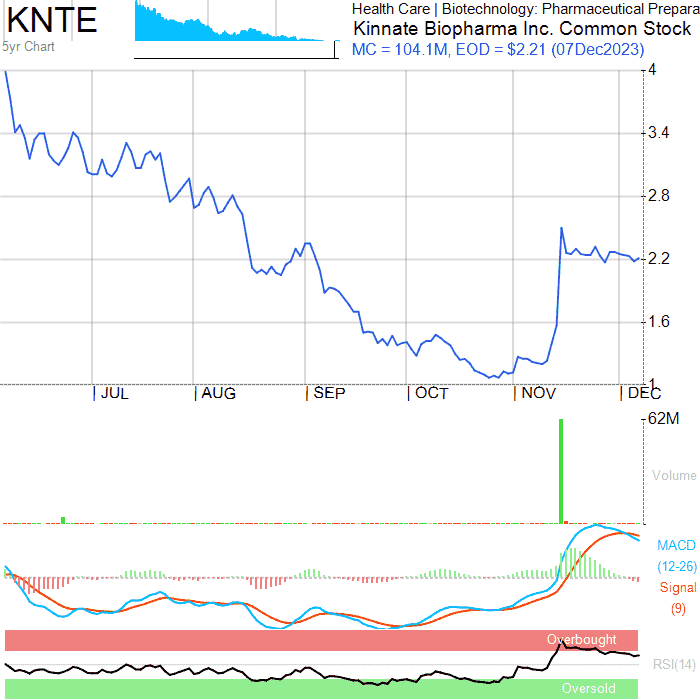 KNTE
5yr Chart
Health Care | Biotechnology: Pharmaceutical Prepara
Kinnate Biopharma Inc. Common Stock
MC = 104.1M, EOD = $2.21 (07Dec2023)
4
3.4
2.8
2.2
1.6
1
JUL
AUG
SEP
OCT
NOV
DEC
62M
Volume
MACD
(12-26)
Signal
(9)
Overbought
RSI(14)
Oversold